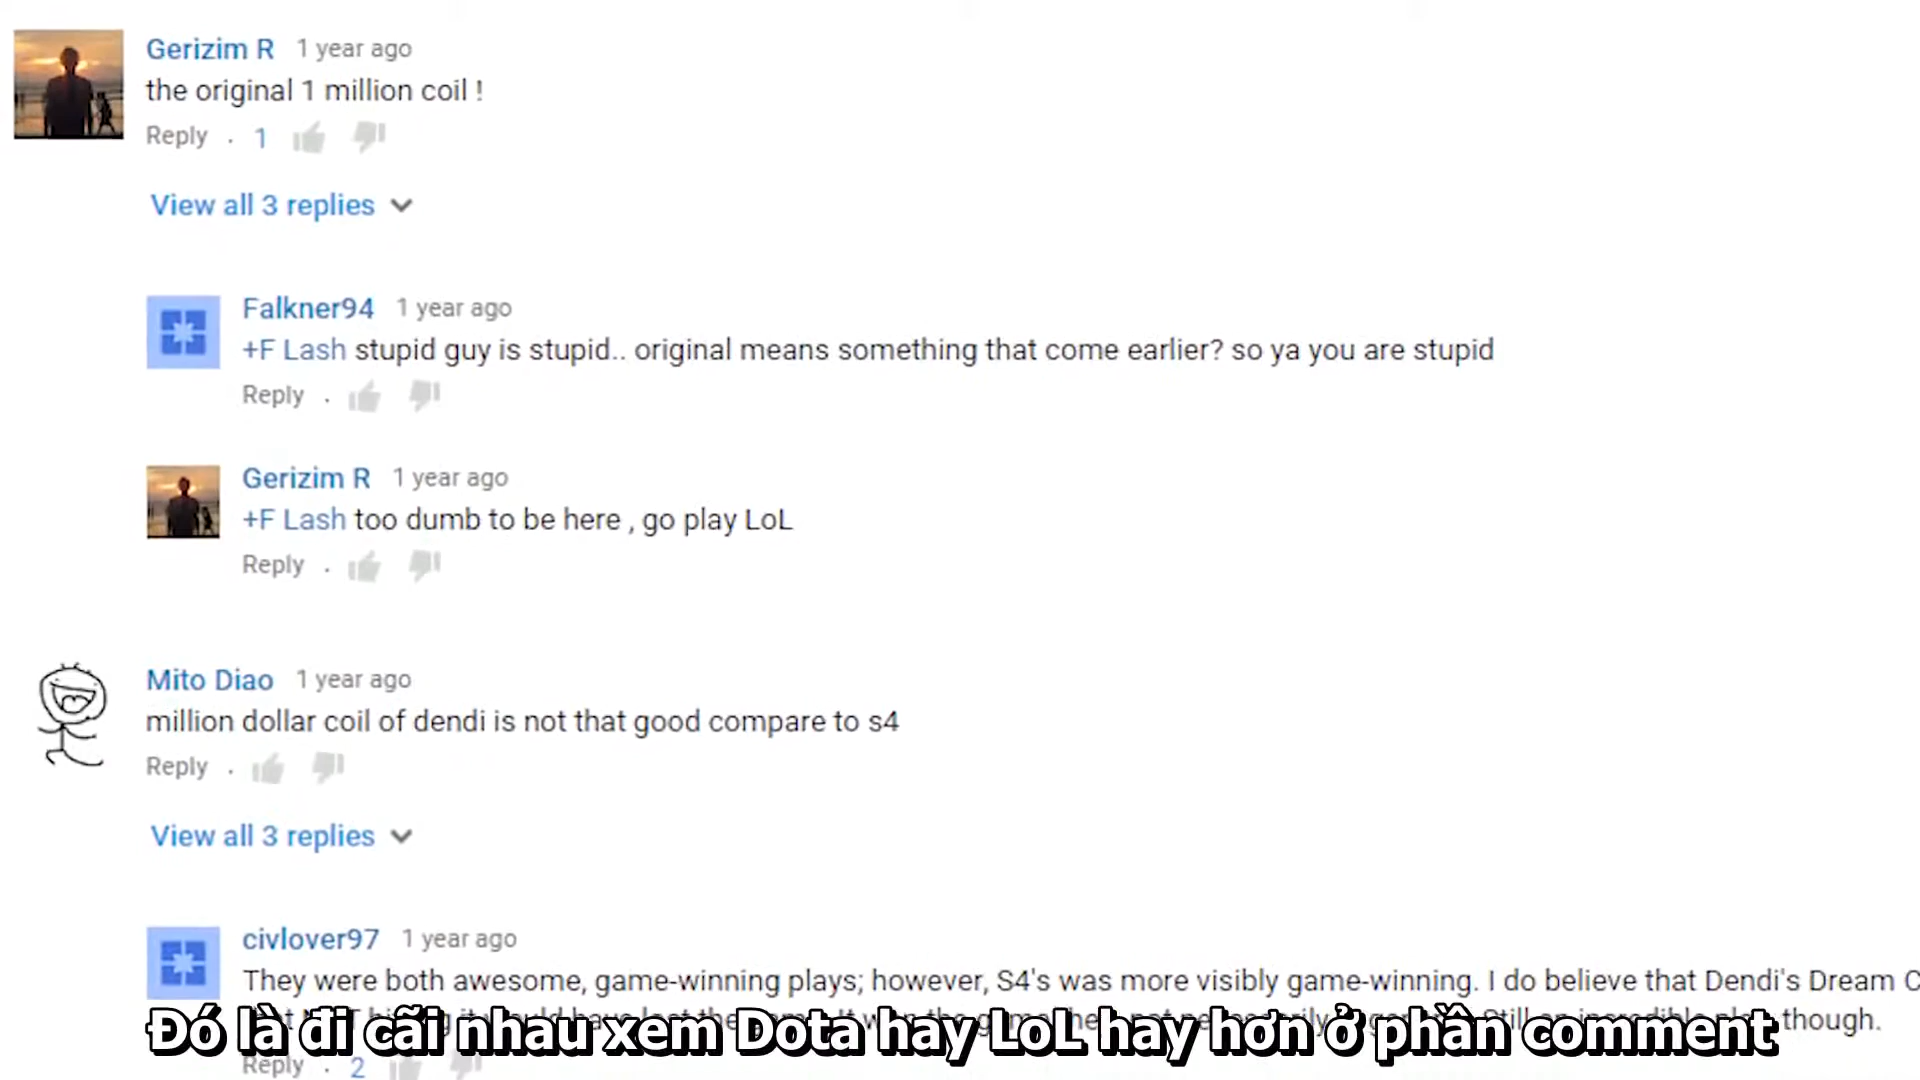 Gerizim R 1 year ago
the original 1 million coil !
Reply . 1
View all 3 replies
Falkner94 1 year ago
+F Lash stupid guy is stupid.. original means something that come earlier? so ya you are stupid
Reply .
Gerizim R 1 year ago
+F Lash too dumb to be here , go play LoL
Reply .
Mito Diao 1 year ago
million dollar coil of dendi is not that good compare to s4
Reply .
View all 3 replies
civlover97 1 year ago
They were both awesome, game-winning plays; however, S4's was more visibly game-winning. I do believe that Dendi's Dream C
though.
Đó là đi cãi nhau xem Dota hay LoL hay hơn ở phần comment
Reply . 2